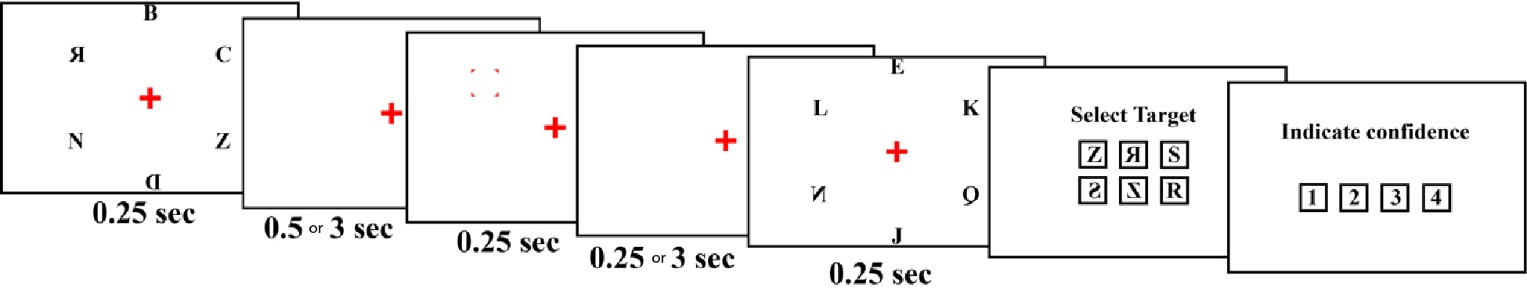 B
Я C
N Z
ᗡ
0.25 sec
0.5 or 3 sec
0.25 sec
0.25 or 3 sec
E
L K
И Q
J
0.25 sec
Select Target
Z Я S
Ƨ Z R
Indicate confidence
1 2 3 4